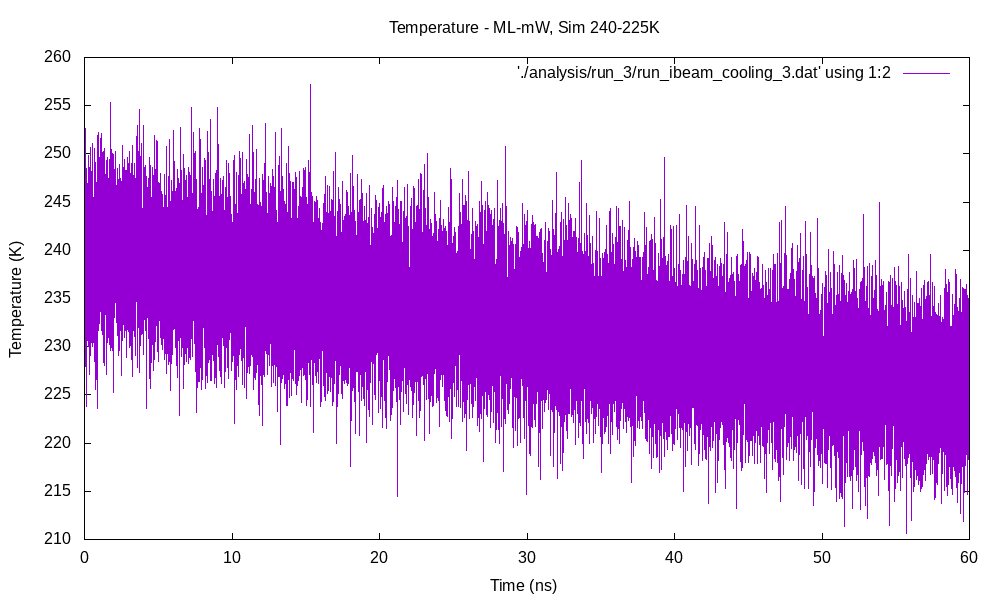 Temperature - ML-mW, Sim 240-225K
'./analysis/run_3/run_ibeam_cooling_3.dat' using 1:2
Temperature (K)
260
255
250
245
240
235
230
225
220
215
210
0 10 20 30 40 50 60
Time (ns)